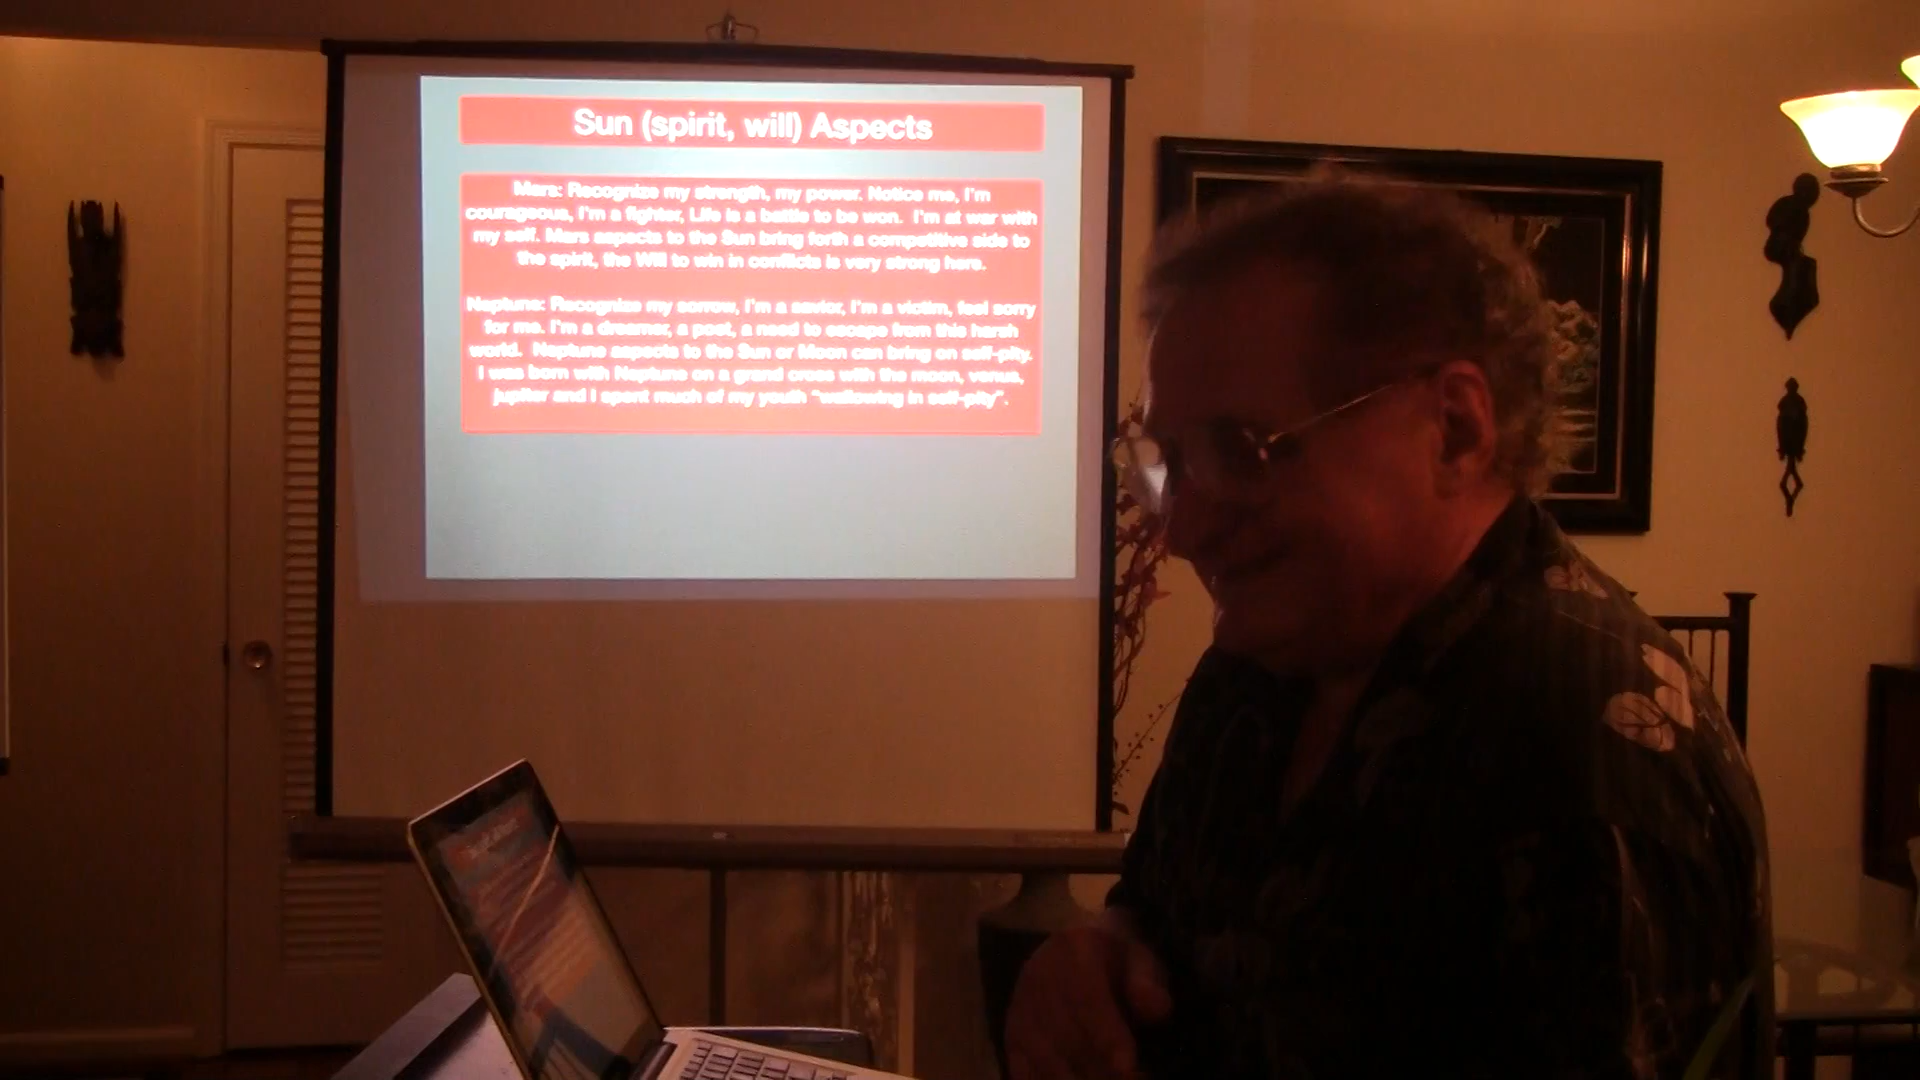 Sun (spirit, will) Aspects
Mars: Recognize my strength, my power. Notice me, I'm
courageous, I'm a fighter, Life is a battle to be won. I'm at war with
my self. Mars aspects to the Sun bring forth a competitive side to
the spirit, the Will to win in conflicts is very strong here.
Neptune: Recognize my sorrow, I'm a savior, I'm a victim, feel sorry
for me. I'm a dreamer, a poet, a need to escape from this harsh
world. Neptune aspects to the Sun or Moon can bring on self-pity.
I was born with Neptune on a grand cross with the moon, venus,
jupiter and I spent much of my youth "wallowing in self-pity".